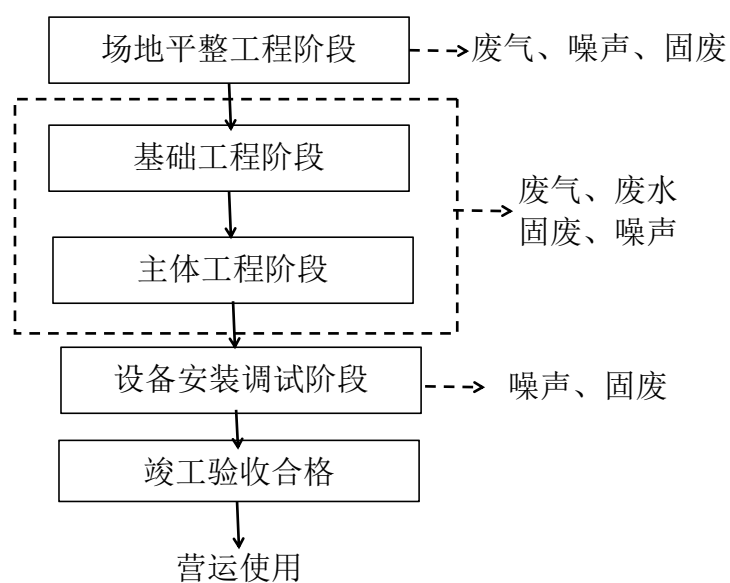 场地平整工程阶段
废气、噪声、固废
基础工程阶段
废气、废水
固废、噪声
主体工程阶段
设备安装调试阶段
噪声、固废
竣工验收合格
营运使用